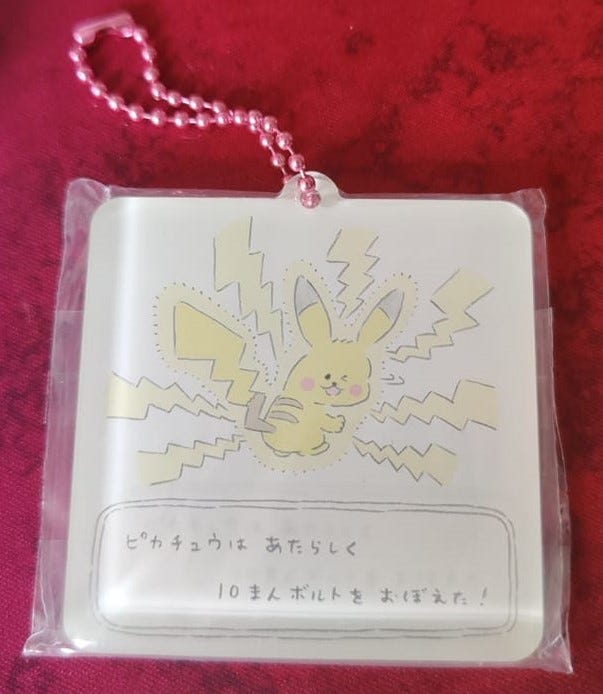 ピカチュウは あたらしく
10まんボルトを おぼえた！